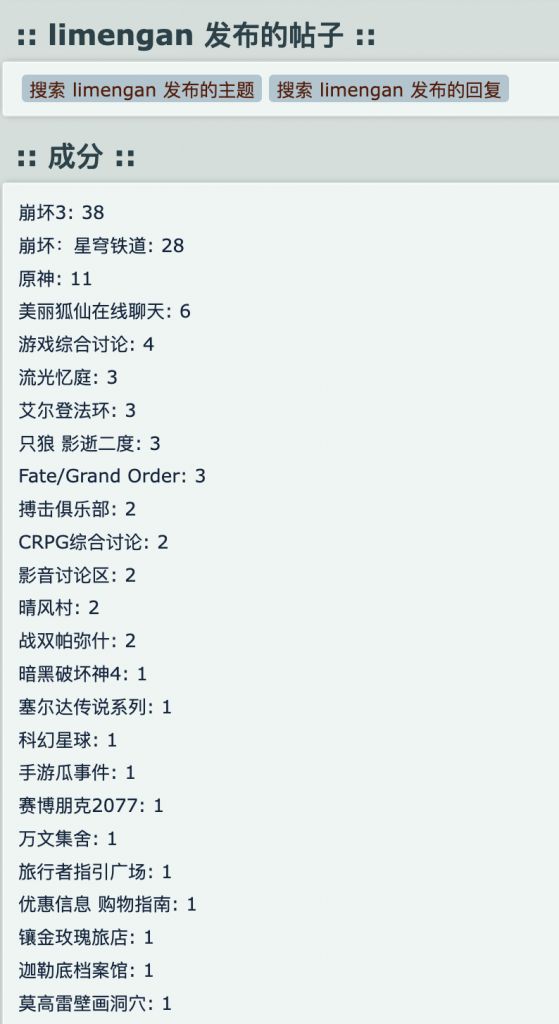 :: limengan 发布的帖子 ::
搜索 limengan 发布的主题 搜索 limengan 发布的回复
:: 成分 ::
崩坏3: 38
崩坏：星穹铁道: 28
原神: 11
美丽狐仙在线聊天: 6
游戏综合讨论: 4
流光忆庭: 3
艾尔登法环: 3
只狼 影逝二度: 3
Fate/Grand Order: 3
搏击俱乐部: 2
CRPG综合讨论: 2
影音讨论区: 2
晴风村: 2
战双帕弥什: 2
暗黑破坏神4: 1
塞尔达传说系列: 1
科幻星球: 1
手游瓜事件: 1
赛博朋克2077: 1
万文集舍: 1
旅行者指引广场: 1
优惠信息 购物指南: 1
镶金玫瑰旅店: 1
迦勒底档案馆: 1
莫高雷壁画洞穴: 1